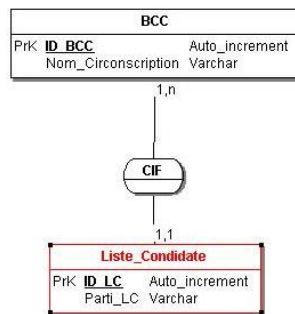 BCC
PrK ID_BCC Auto_increment
Nom_Circonscription Varchar
1,n
CIF
1,1
Liste_Condidate
PrK ID_LC Auto_increment
Parti_LC Varchar